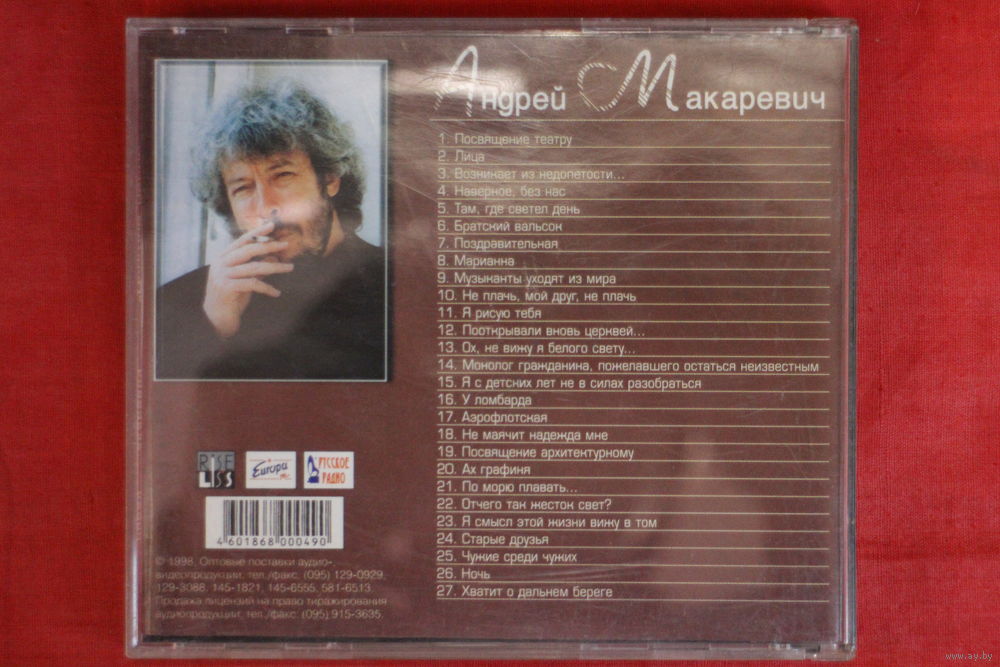 Андрей Макаревич
1. Посвящение театру
2. Лица
3. Возникает из недопетости...
4. Наверное, без нас
5. Там, где светел день
6. Братский вальсок
7. Поздравительная
8. Марианна
9. Музыканты уходят из мира
10. Не плачь, мой друг, не плачь
11. Я рисую тебя
12. Пооткрывали вновь церквей...
13. Ох, не вижу я белого свету...
14. Монолог гражданина, пожелавшего остаться неизвестным
15. Я с детских лет не в силах разобраться
16. У ломбарда
17. Аэрофлотская
18. Не маячит надежда мне
19. Посвящение архитектурному
20. Ах графиня
21. По морю плавать...
22. Отчего так жесток свет?
23. Я смысл этой жизни вижу в том
24. Старые друзья
25. Чужие среди чужих
26. Ночь
27. Хватит о дальнем береге
RISE
LISS
Europa
РУССКОЕ
РАДИО
4 601868 000490
© 1998. Оптовые поставки аудио-,
видеопродукции, тел./факс: (095) 129-0929,
129-3088, 145-1821, 145-6555, 581-6513.
Продажа лицензий на право тиражирования
аудиопродукции, тел./факс: (095) 915-3635.
www.ay.by